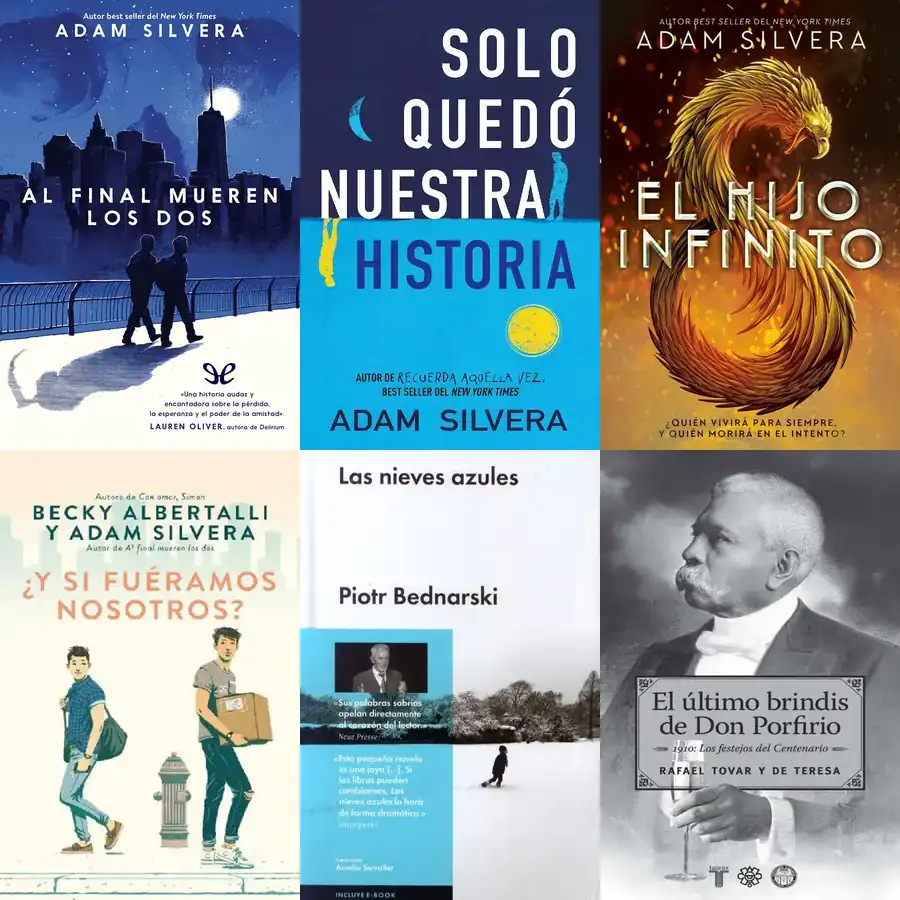 Autor best seller del New York Times
ADAM SILVERA
AL FINAL MUEREN
LOS DOS
«Una historia audaz y
encantadora sobre la pérdida,
la esperanza y el poder de la amistad»
LAUREN OLIVER, autora de Delirium
SOLO
QUEDÓ
NUESTRA
HISTORIA
AUTOR DE RECUERDA AQUELLA VEZ,
BEST SELLER DEL NEW YORK TIMES
ADAM SILVERA
AUTOR BEST SELLER DEL NEW YORK TIMES
ADAM SILVERA
EL HIJO
INFINITO
¿QUIÉN VIVIRÁ PARA SIEMPRE,
Y QUIÉN MORIRÁ EN EL INTENTO?
Autora de Con amor, Simon
BECKY ALBERTALLI
Y ADAM SILVERA
Autor de Al final mueren los dos
¿Y SI FUÉRAMOS
NOSOTROS?
Las nieves azules
Piotr Bednarski
«Sus palabras sobrias
apelan directamente
al corazón del lector.»
Neue Presse
«Esta pequeña novela
es una joya [...]. Si
los libros pueden
cambiarnos, Las
nieves azules lo hará
de forma dramática.»
Amelia Serraller
INCLUYE E-BOOK
El último brindis
de Don Porfirio
1910: Los festejos del Centenario
RAFAEL TOVAR Y DE TERESA
taurus